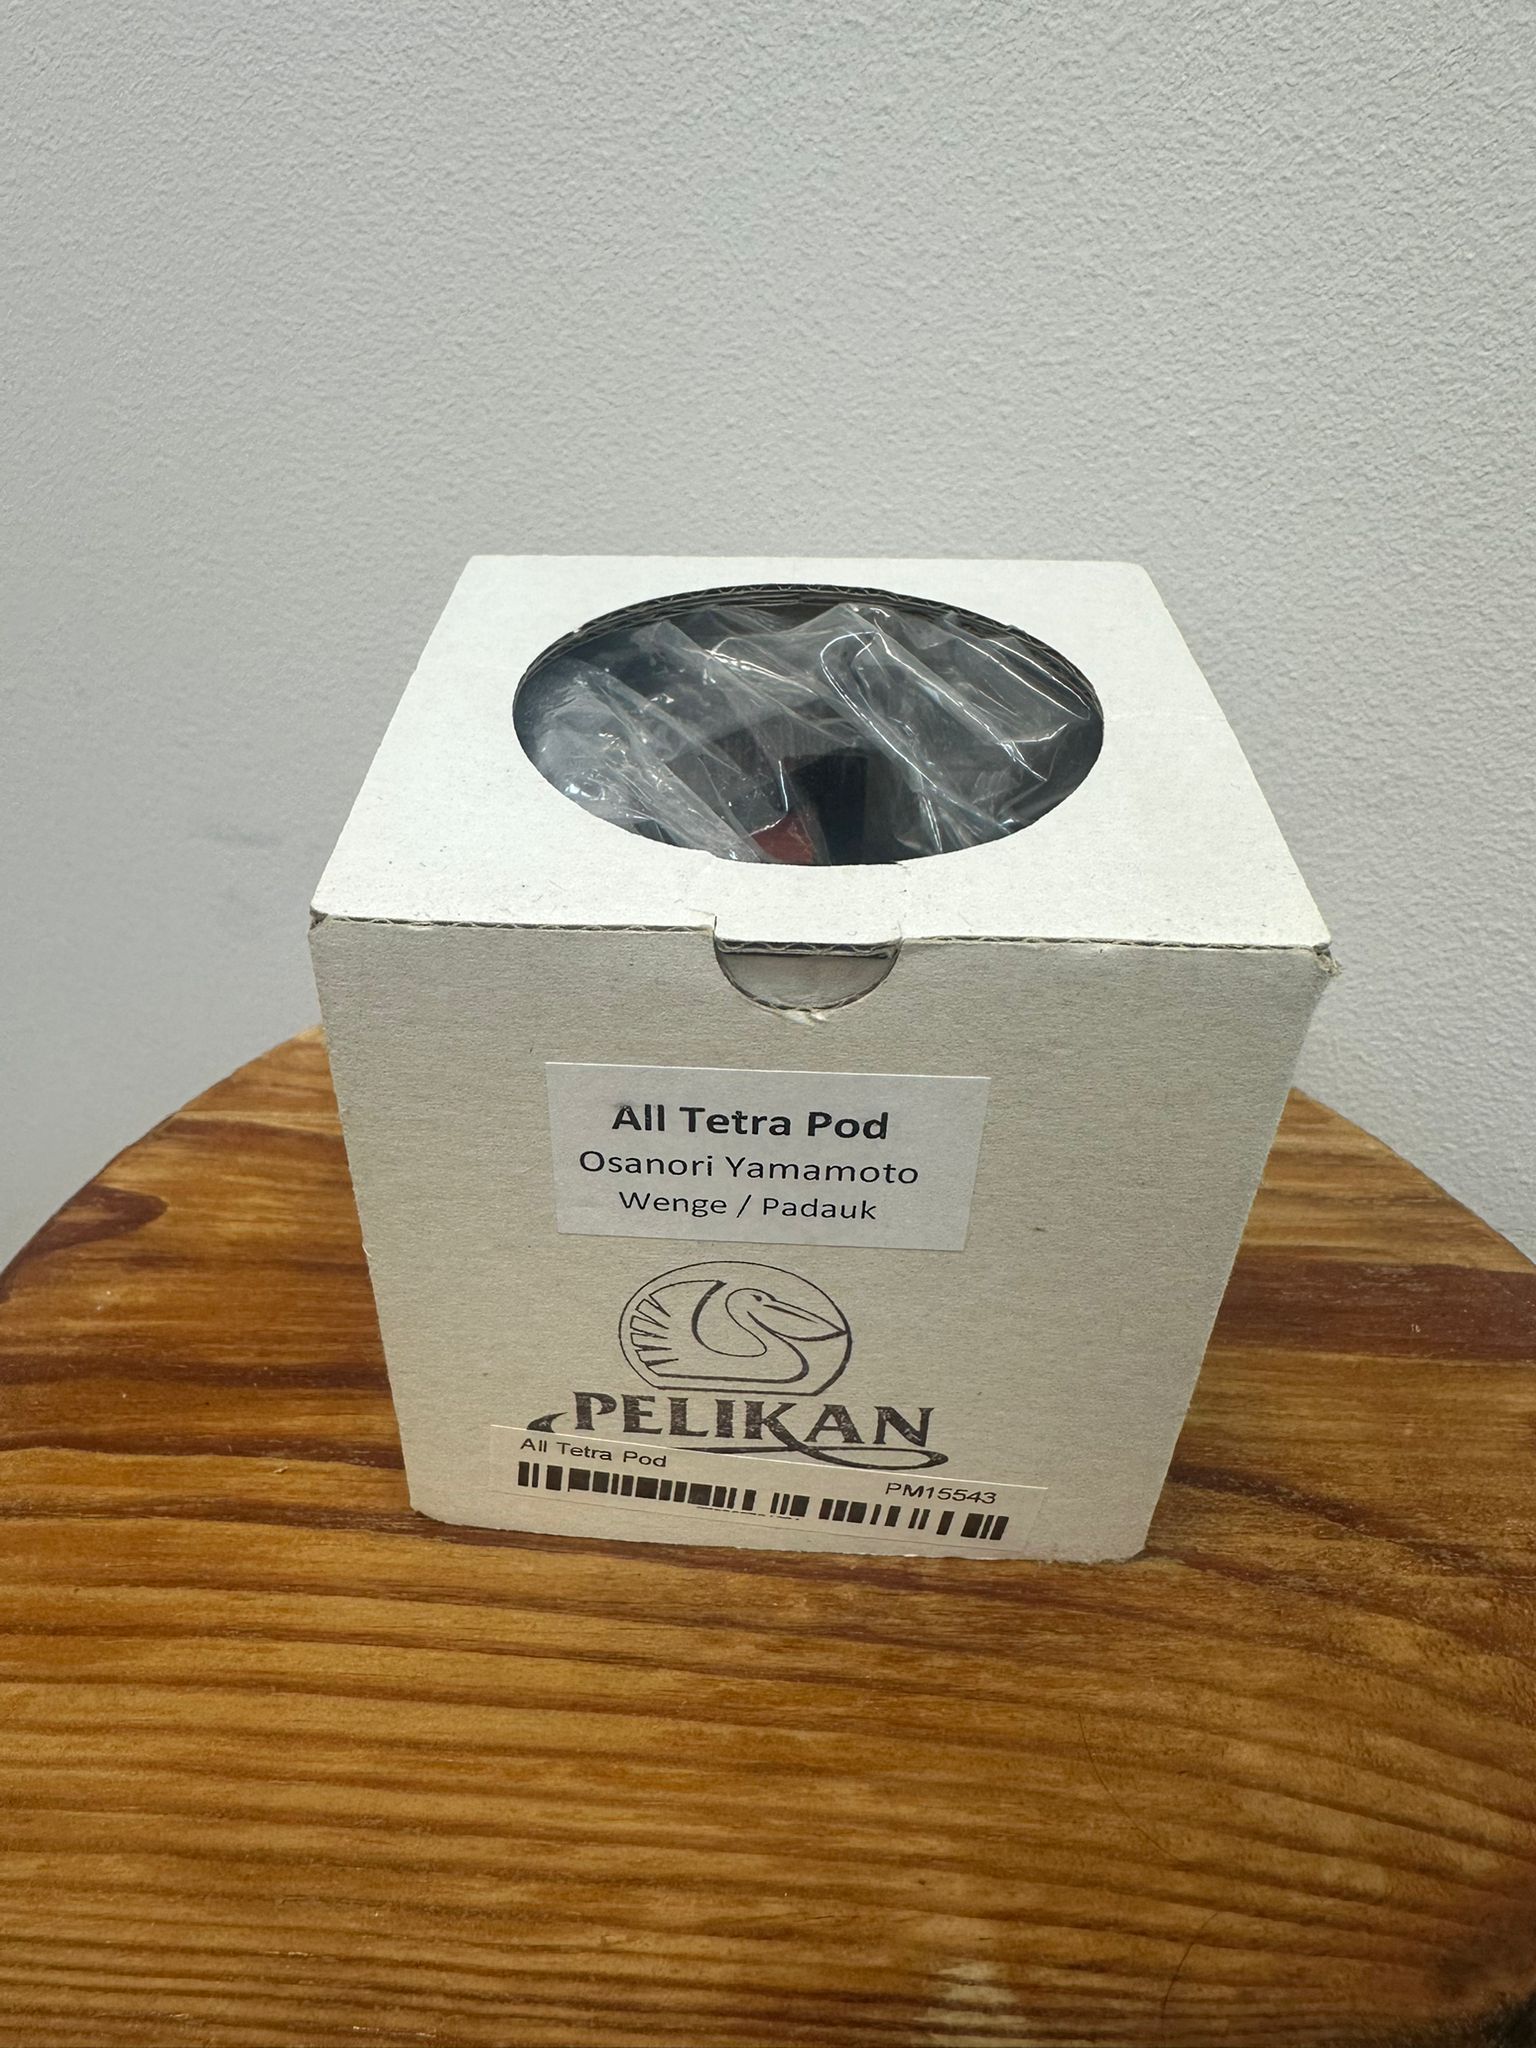 All Tetra Pod
Osanori Yamamoto
Wenge / Padauk
PELIKAN
All Tetra Pod
PM15543